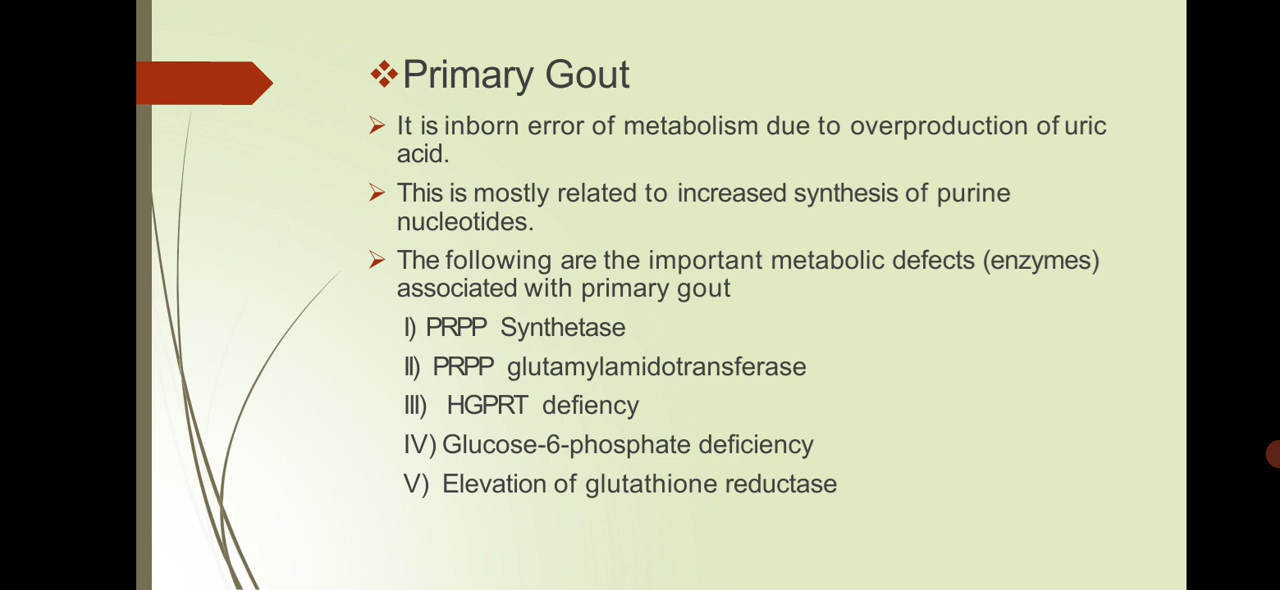 Primary Gout
It is inborn error of metabolism due to overproduction of uric
acid.
This is mostly related to increased synthesis of purine
nucleotides.
The following are the important metabolic defects (enzymes)
associated with primary gout
I) PRPP Synthetase
II) PRPP glutamylamidotransferase
III) HGPRT defiency
IV) Glucose-6-phosphate deficiency
V) Elevation of glutathione reductase